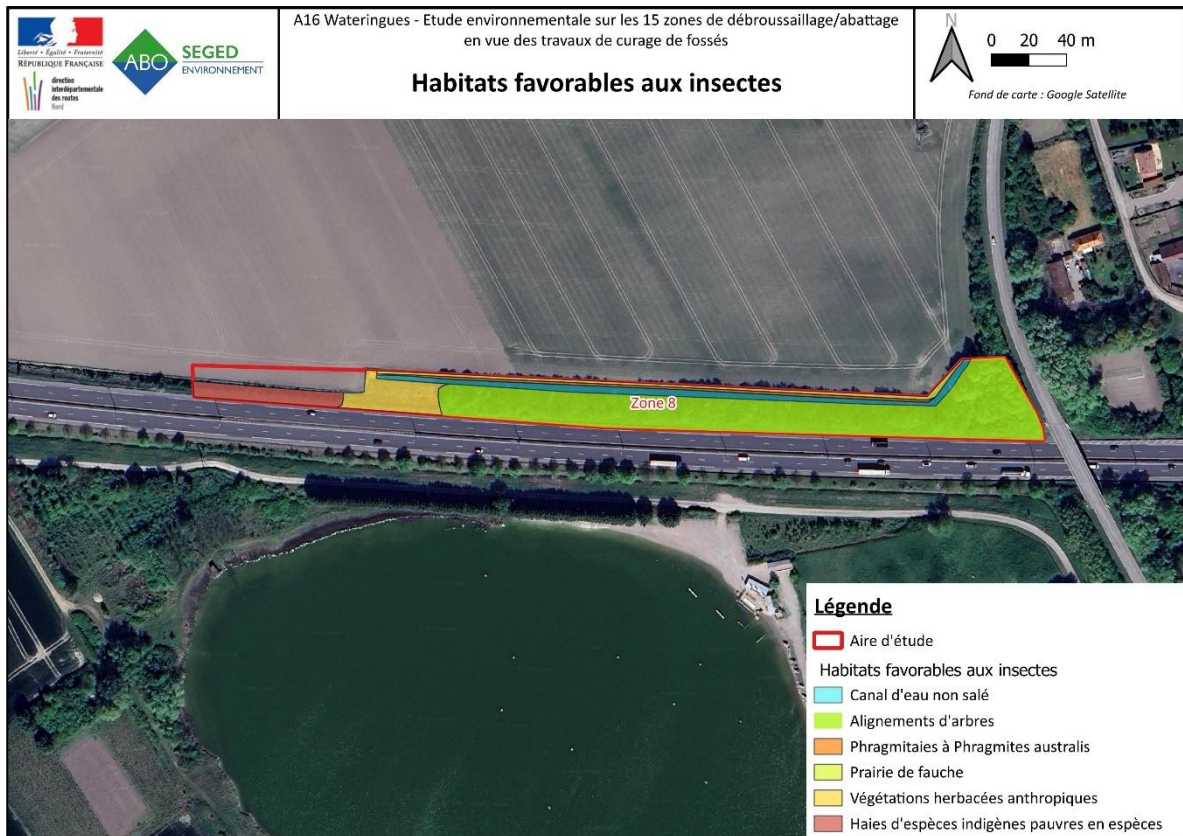 Liberté • Égalité • Fraternité
RÉPUBLIQUE FRANÇAISE
direction
interdépartementale
des routes
Nord
ABO
SEGED
ENVIRONNEMENT
A16 Wateringues - Etude environnementale sur les 15 zones de débroussaillage/abattage
en vue des travaux de curage de fossés
Habitats favorables aux insectes
N
0 20 40 m
Fond de carte : Google Satellite
Zone 8
Légende
Aire d'étude
Habitats favorables aux insectes
Canal d'eau non salé
Alignements d'arbres
Phragmitaies à Phragmites australis
Prairie de fauche
Végétations herbacées anthropiques
Haies d'espèces indigènes pauvres en espèces